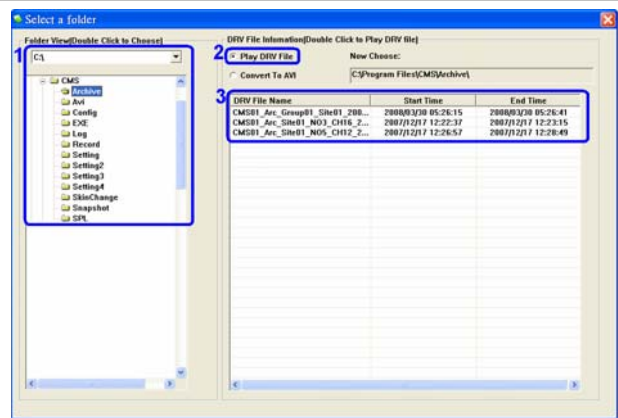 Select a folder
Folder View(Double Click to Choose)
1
C:\
CMS
Archive
Avi
Config
EXE
Log
Record
Setting
Setting2
Setting3
Setting4
SkinChange
Snapshot
SPL
DRV File Infomation(Double Click to Play DRV file)
2 Play DRV File New Choose:
Convert To AVI C:\Program Files\CMS\Archive\
3
DRV File Name Start Time End Time
CMS01_Arc_Group01_Site01_200... 2008/03/30 05:26:15 2008/03/30 05:26:41
CMS01_Arc_Site01_NO3_CH16_2... 2007/12/17 12:22:37 2007/12/17 12:23:15
CMS01_Arc_Site01_NO5_CH12_2... 2007/12/17 12:26:57 2007/12/17 12:28:49